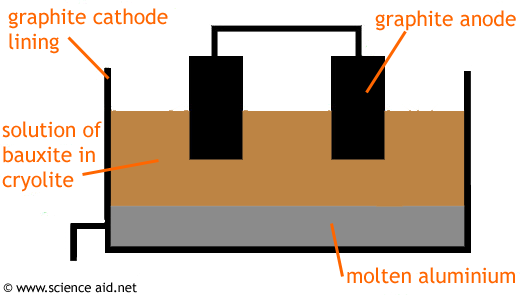 graphite cathode
lining
graphite anode
solution of
bauxite in
cryolite
molten aluminium
© www.science aid.net